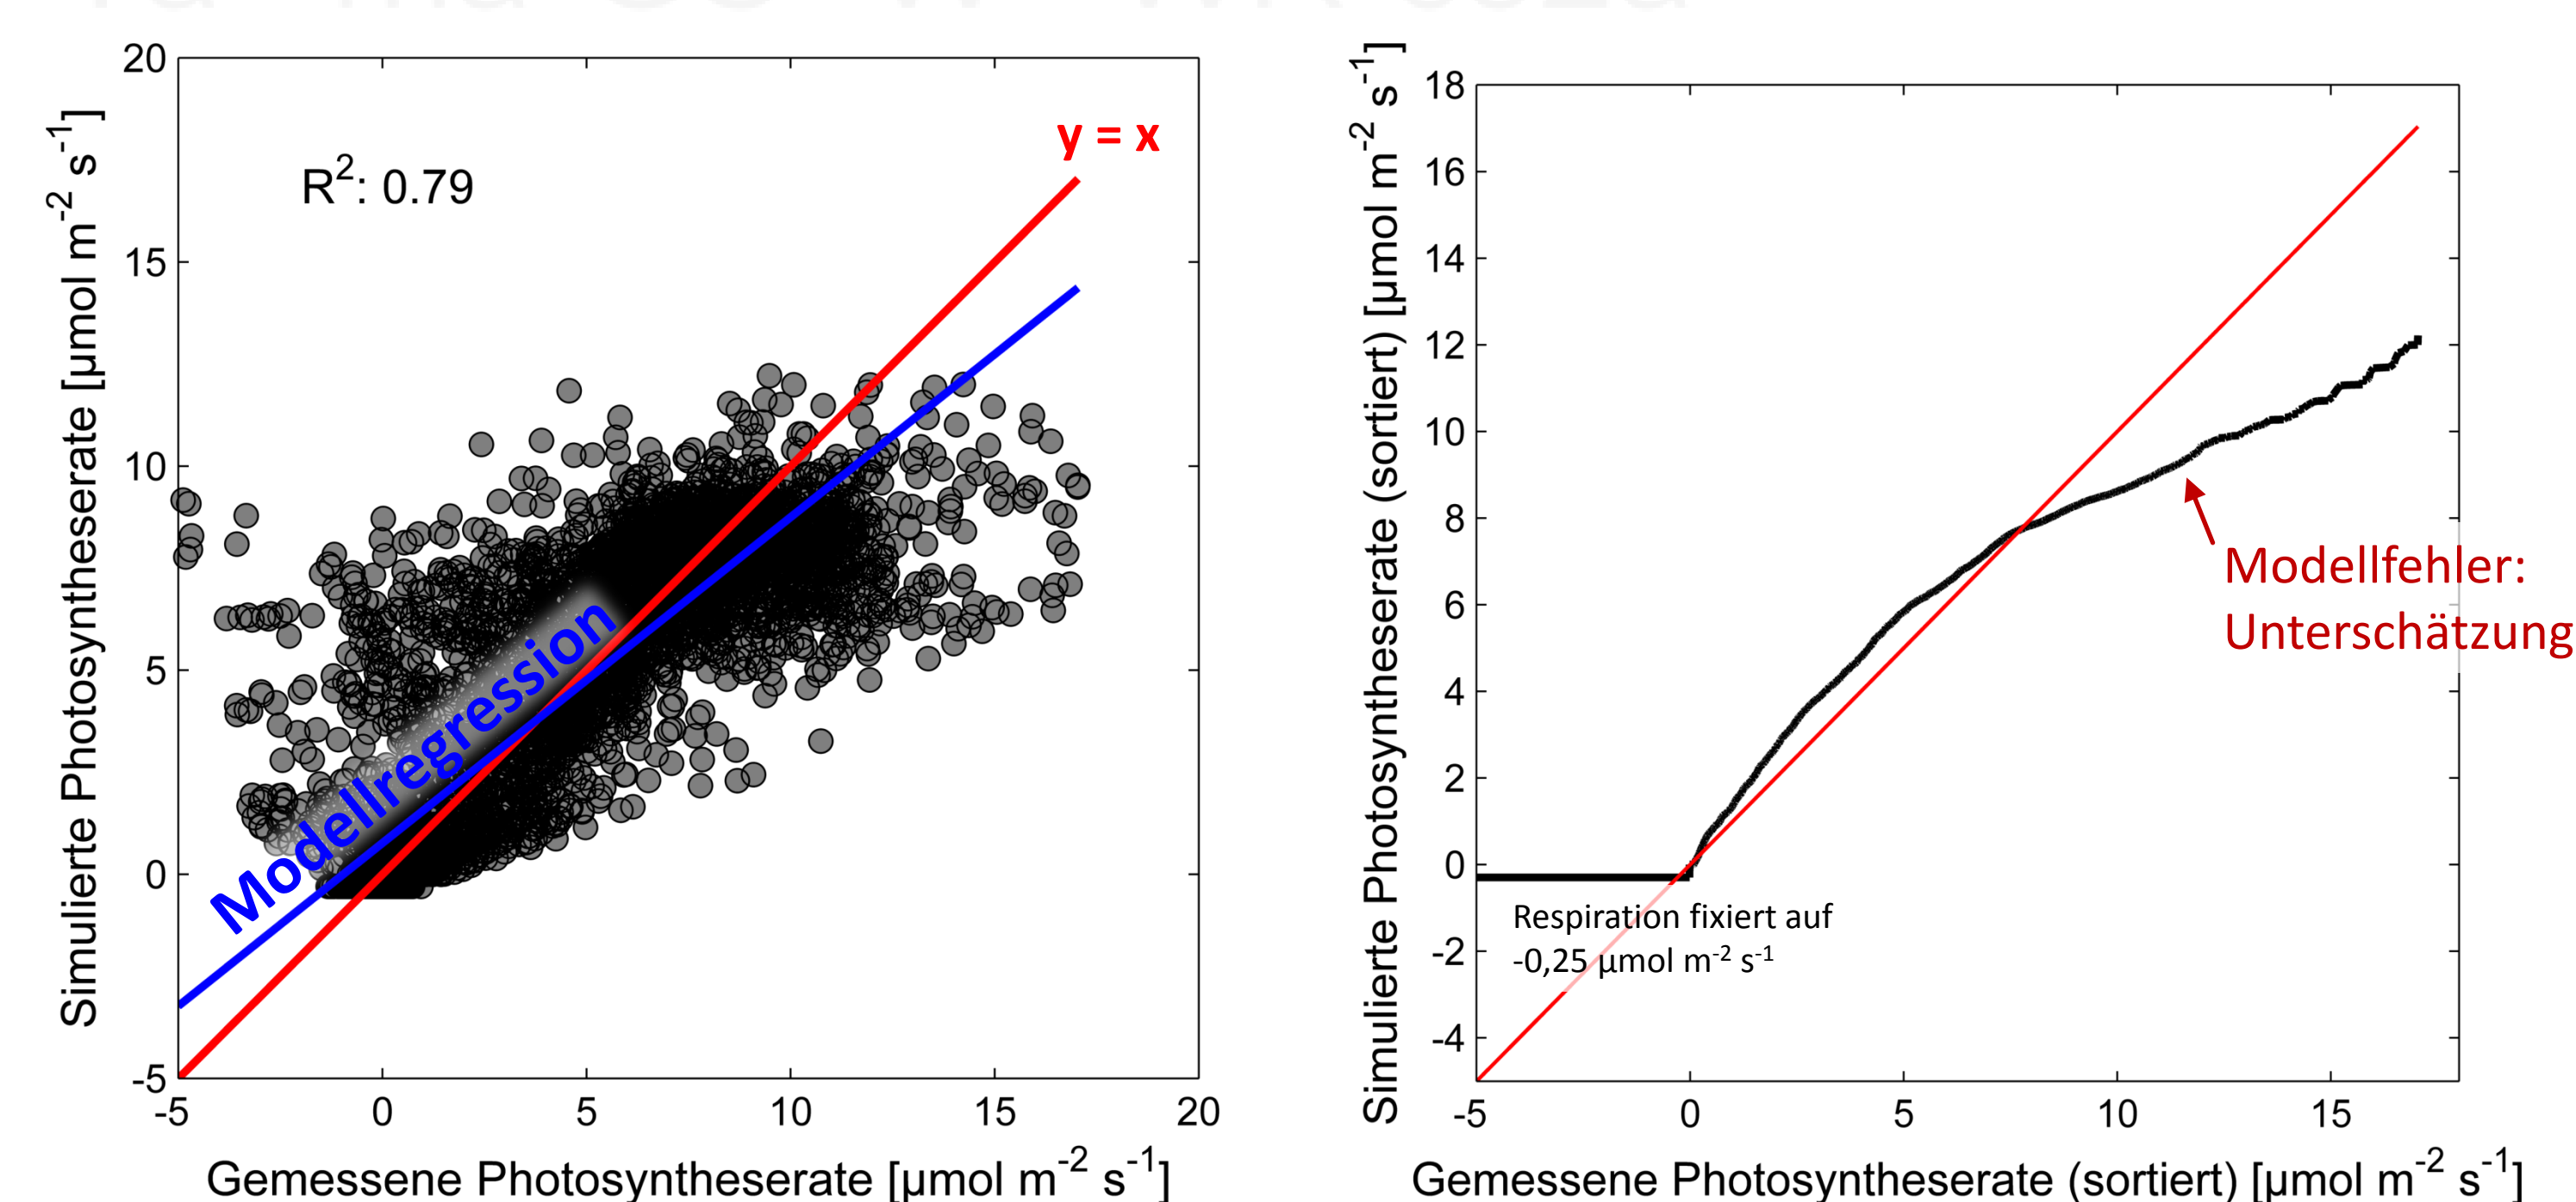 20
15
10
5
0
-5
-5 0 5 10 15 20
Simulierte Photosyntheserate [µmol m-2 s-1]
Gemessene Photosyntheserate [µmol m-2 s-1]
R2: 0.79
y = x
Modellregression
18
16
14
12
10
8
6
4
2
0
-2
-4
-5 0 5 10 15
Simulierte Photosyntheserate (sortiert) [µmol m-2 s-1]
Gemessene Photosyntheserate (sortiert) [µmol m-2 s-1]
Modellfehler:
Unterschätzung
Respiration fixiert auf
-0,25 µmol m-2 s-1